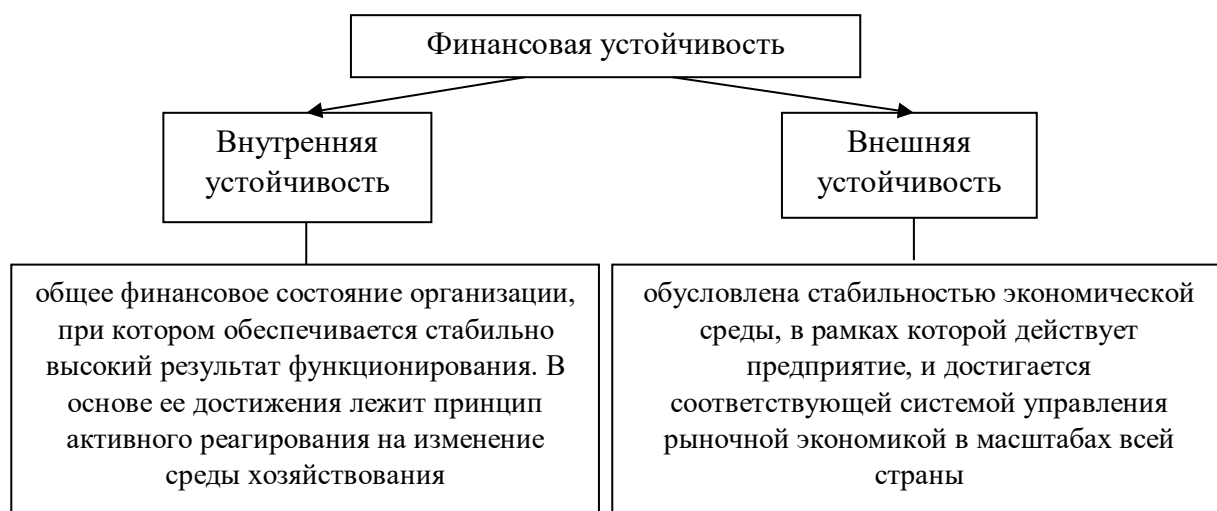 Финансовая устойчивость
Внутренняя
устойчивость
Внешняя
устойчивость
общее финансовое состояние организации,
при котором обеспечивается стабильно
высокий результат функционирования. В
основе ее достижения лежит принцип
активного реагирования на изменение
среды хозяйствования
обусловлена стабильностью экономической
среды, в рамках которой действует
предприятие, и достигается
соответствующей системой управления
рыночной экономикой в масштабах всей
страны